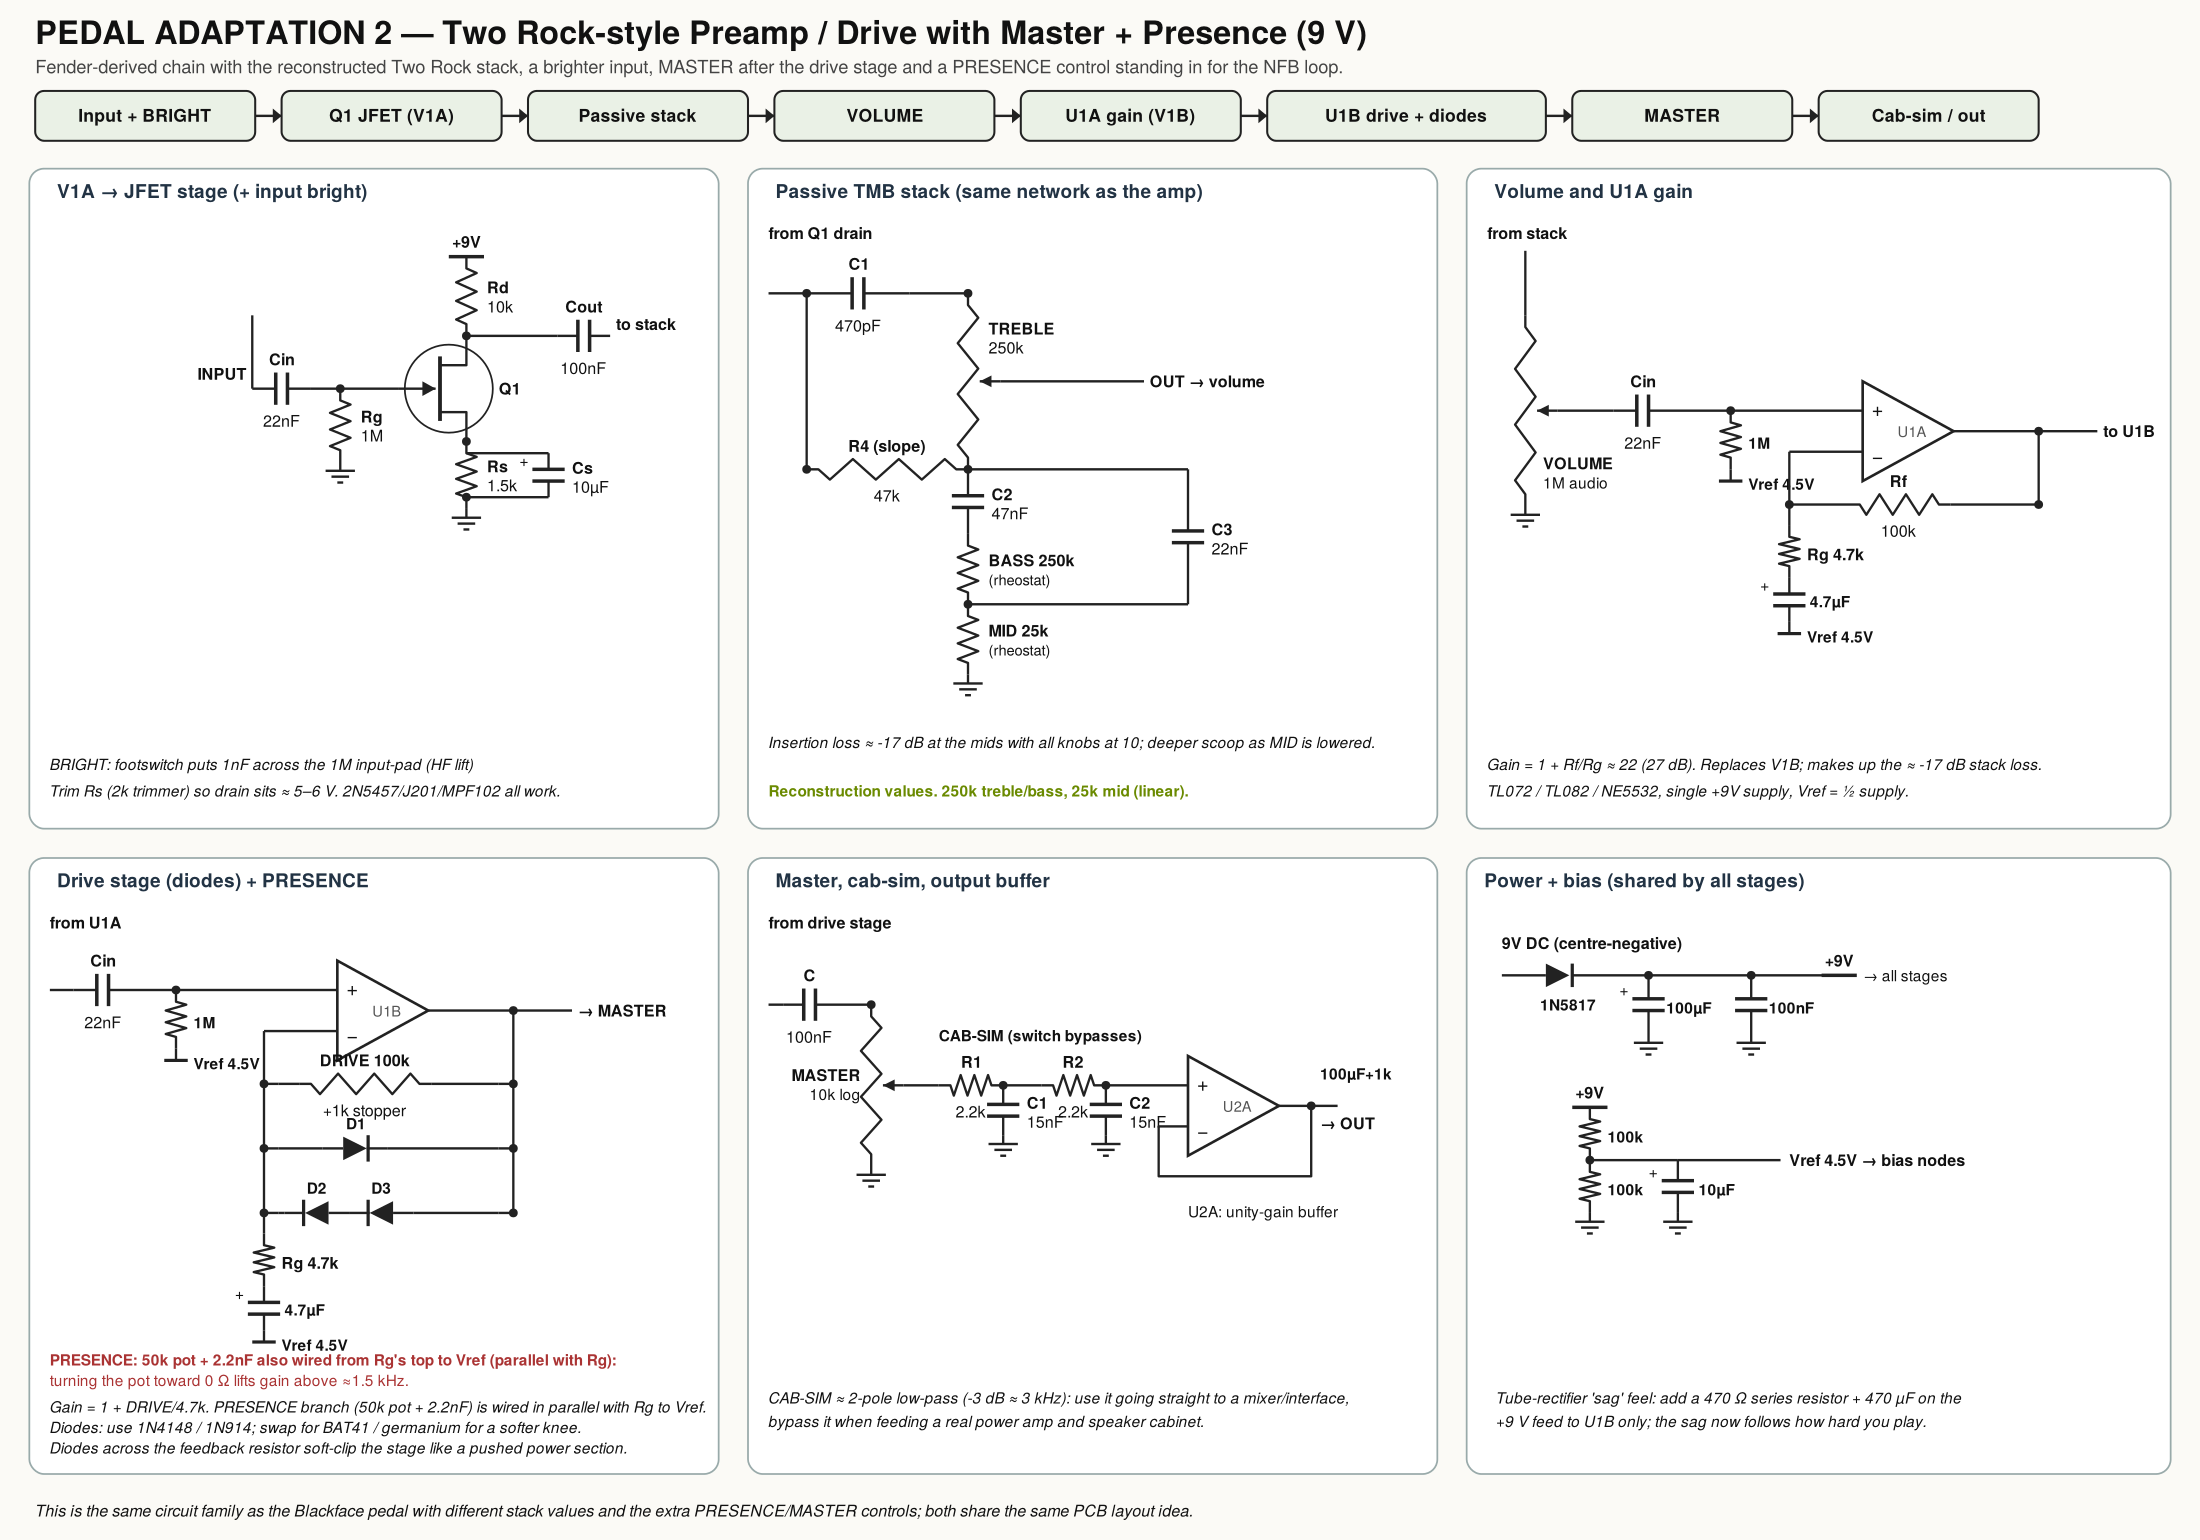 PEDAL ADAPTATION 2 — Two Rock-style Preamp / Drive with Master + Presence (9 V)
Fender-derived chain with the reconstructed Two Rock stack, a brighter input, MASTER after the drive stage and a PRESENCE control standing in for the NFB loop.
Input + BRIGHT
Q1 JFET (V1A)
Passive stack
VOLUME
U1A gain (V1B)
U1B drive + diodes
MASTER
Cab-sim / out
V1A → JFET stage (+ input bright)
+9V
Rd
10k
Cout
to stack
100nF
INPUT
Cin
22nF
Rg
1M
Q1
Rs
1.5k
+
Cs
10µF
BRIGHT: footswitch puts 1nF across the 1M input-pad (HF lift)
Trim Rs (2k trimmer) so drain sits ≈ 5–6 V. 2N5457/J201/MPF102 all work.
Passive TMB stack (same network as the amp)
from Q1 drain
C1
470pF
TREBLE
250k
OUT → volume
R4 (slope)
47k
C2
47nF
C3
22nF
BASS 250k
(rheostat)
MID 25k
(rheostat)
Insertion loss ≈ -17 dB at the mids with all knobs at 10; deeper scoop as MID is lowered.
Reconstruction values. 250k treble/bass, 25k mid (linear).
Volume and U1A gain
from stack
VOLUME
1M audio
Cin
22nF
1M
Vref 4.5V
+
−
U1A
to U1B
Rf
100k
Rg 4.7k
+
4.7µF
Vref 4.5V
Gain = 1 + Rf/Rg ≈ 22 (27 dB). Replaces V1B; makes up the ≈ -17 dB stack loss.
TL072 / TL082 / NE5532, single +9V supply, Vref = ½ supply.
Drive stage (diodes) + PRESENCE
from U1A
Cin
22nF
1M
Vref 4.5V
+
−
U1B
→ MASTER
DRIVE 100k
+1k stopper
D1
D2
D3
Rg 4.7k
+
4.7µF
Vref 4.5V
PRESENCE: 50k pot + 2.2nF also wired from Rg's top to Vref (parallel with Rg):
turning the pot toward 0 Ω lifts gain above ≈1.5 kHz.
Gain = 1 + DRIVE/4.7k. PRESENCE branch (50k pot + 2.2nF) is wired in parallel with Rg to Vref.
Diodes: use 1N4148 / 1N914; swap for BAT41 / germanium for a softer knee.
Diodes across the feedback resistor soft-clip the stage like a pushed power section.
Master, cab-sim, output buffer
from drive stage
C
100nF
MASTER
10k log
CAB-SIM (switch bypasses)
R1
2.2k
C1
15nF
R2
2.2k
C2
15nF
+
−
U2A
100µF+1k
→ OUT
U2A: unity-gain buffer
CAB-SIM ≈ 2-pole low-pass (-3 dB ≈ 3 kHz): use it going straight to a mixer/interface,
bypass it when feeding a real power amp and speaker cabinet.
Power + bias (shared by all stages)
9V DC (centre-negative)
1N5817
+
100µF
100nF
+9V
→ all stages
+9V
100k
100k
+
10µF
Vref 4.5V → bias nodes
Tube-rectifier 'sag' feel: add a 470 Ω series resistor + 470 µF on the
+9 V feed to U1B only; the sag now follows how hard you play.
This is the same circuit family as the Blackface pedal with different stack values and the extra PRESENCE/MASTER controls; both share the same PCB layout idea.